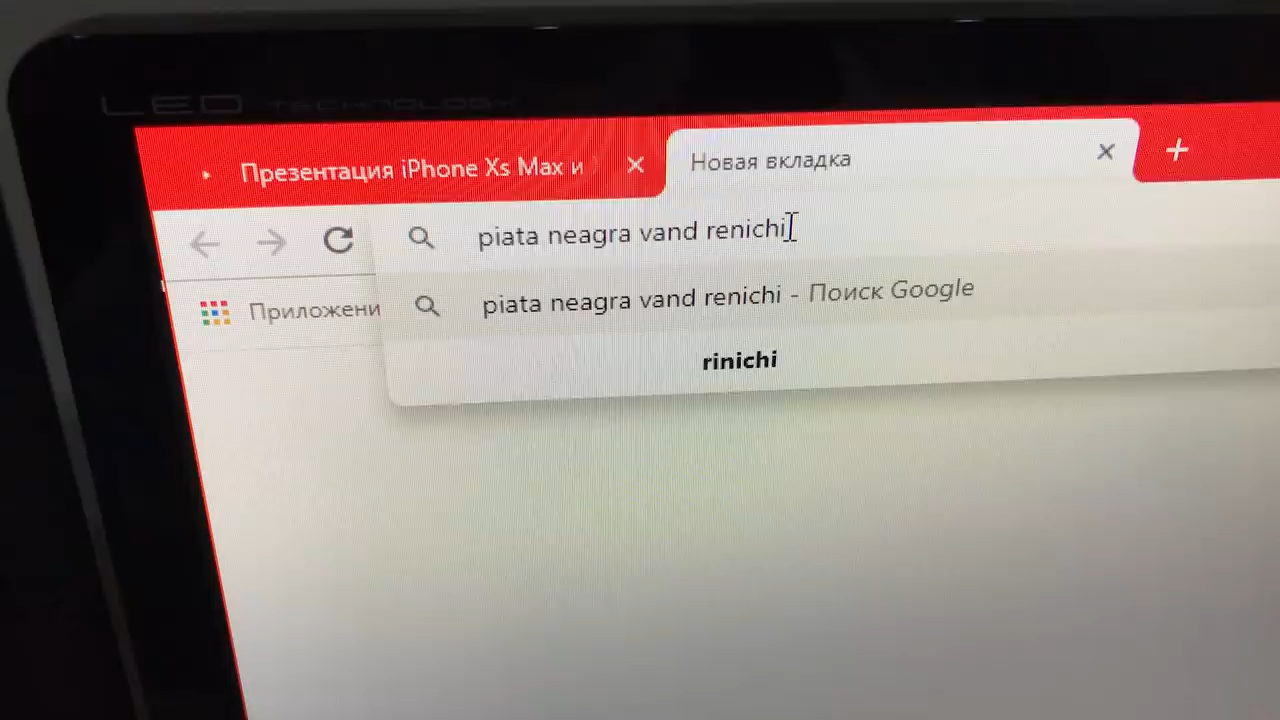 LED TECHNOLOGY
Презентация iPhone Xs Max и
Новая вкладка
piata neagra vand renichi
Приложени
piata neagra vand renichi - Поиск Google
rinichi